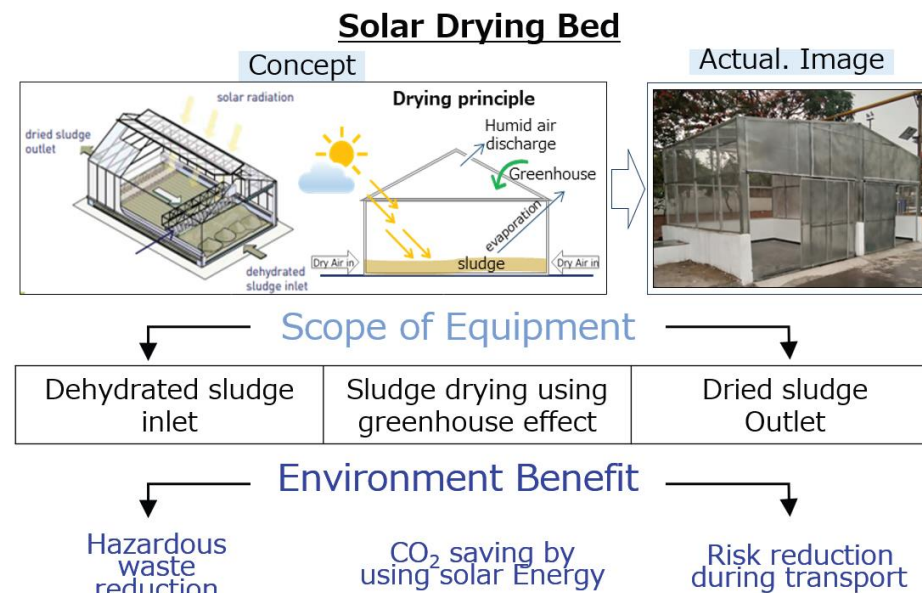 Solar Drying Bed
Concept
Actual. Image
solar radiation
dried sludge
outlet
dehydrated
sludge inlet
Drying principle
Humid air
discharge
Greenhouse
evaporation
Dry Air in
sludge
Dry Air in
Scope of Equipment
Dehydrated sludge
inlet
Sludge drying using
greenhouse effect
Dried sludge
Outlet
Environment Benefit
Hazardous
waste
reduction
CO₂ saving by
using solar Energy
Risk reduction
during transport